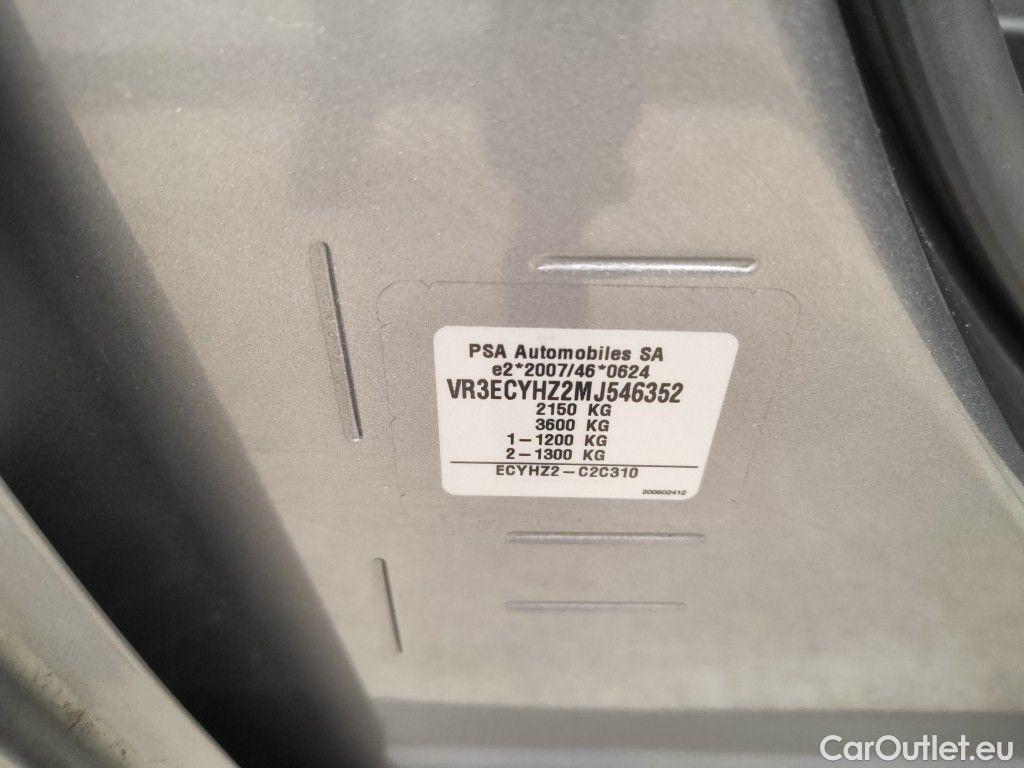 PSA Automobiles SA
e2*2007/46*0624
VR3ECYHZ2MJ546352
2150 KG
3600 KG
1-1200 KG
2-1300 KG
ECYHZ2-C2C310
200602412
CarOutlet.eu